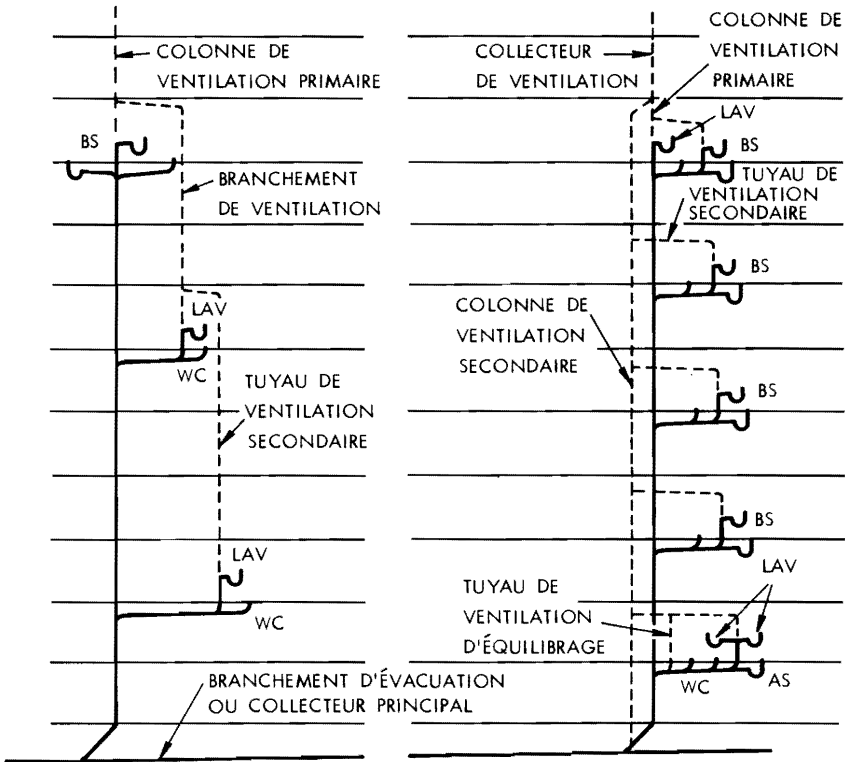 COLONNE DE
VENTILATION PRIMAIRE
BS
BRANCHEMENT
DE VENTILATION
LAV
WC
TUYAU DE
VENTILATION
SECONDAIRE
LAV
WC
BRANCHEMENT D'ÉVACUATION
OU COLLECTEUR PRINCIPAL
COLLECTEUR
DE VENTILATION
COLONNE DE
VENTILATION
PRIMAIRE
LAV
BS
TUYAU DE
VENTILATION
SECONDAIRE
BS
COLONNE DE
VENTILATION
SECONDAIRE
BS
BS
LAV
TUYAU DE
VENTILATION
D'ÉQUILIBRAGE
WC
AS